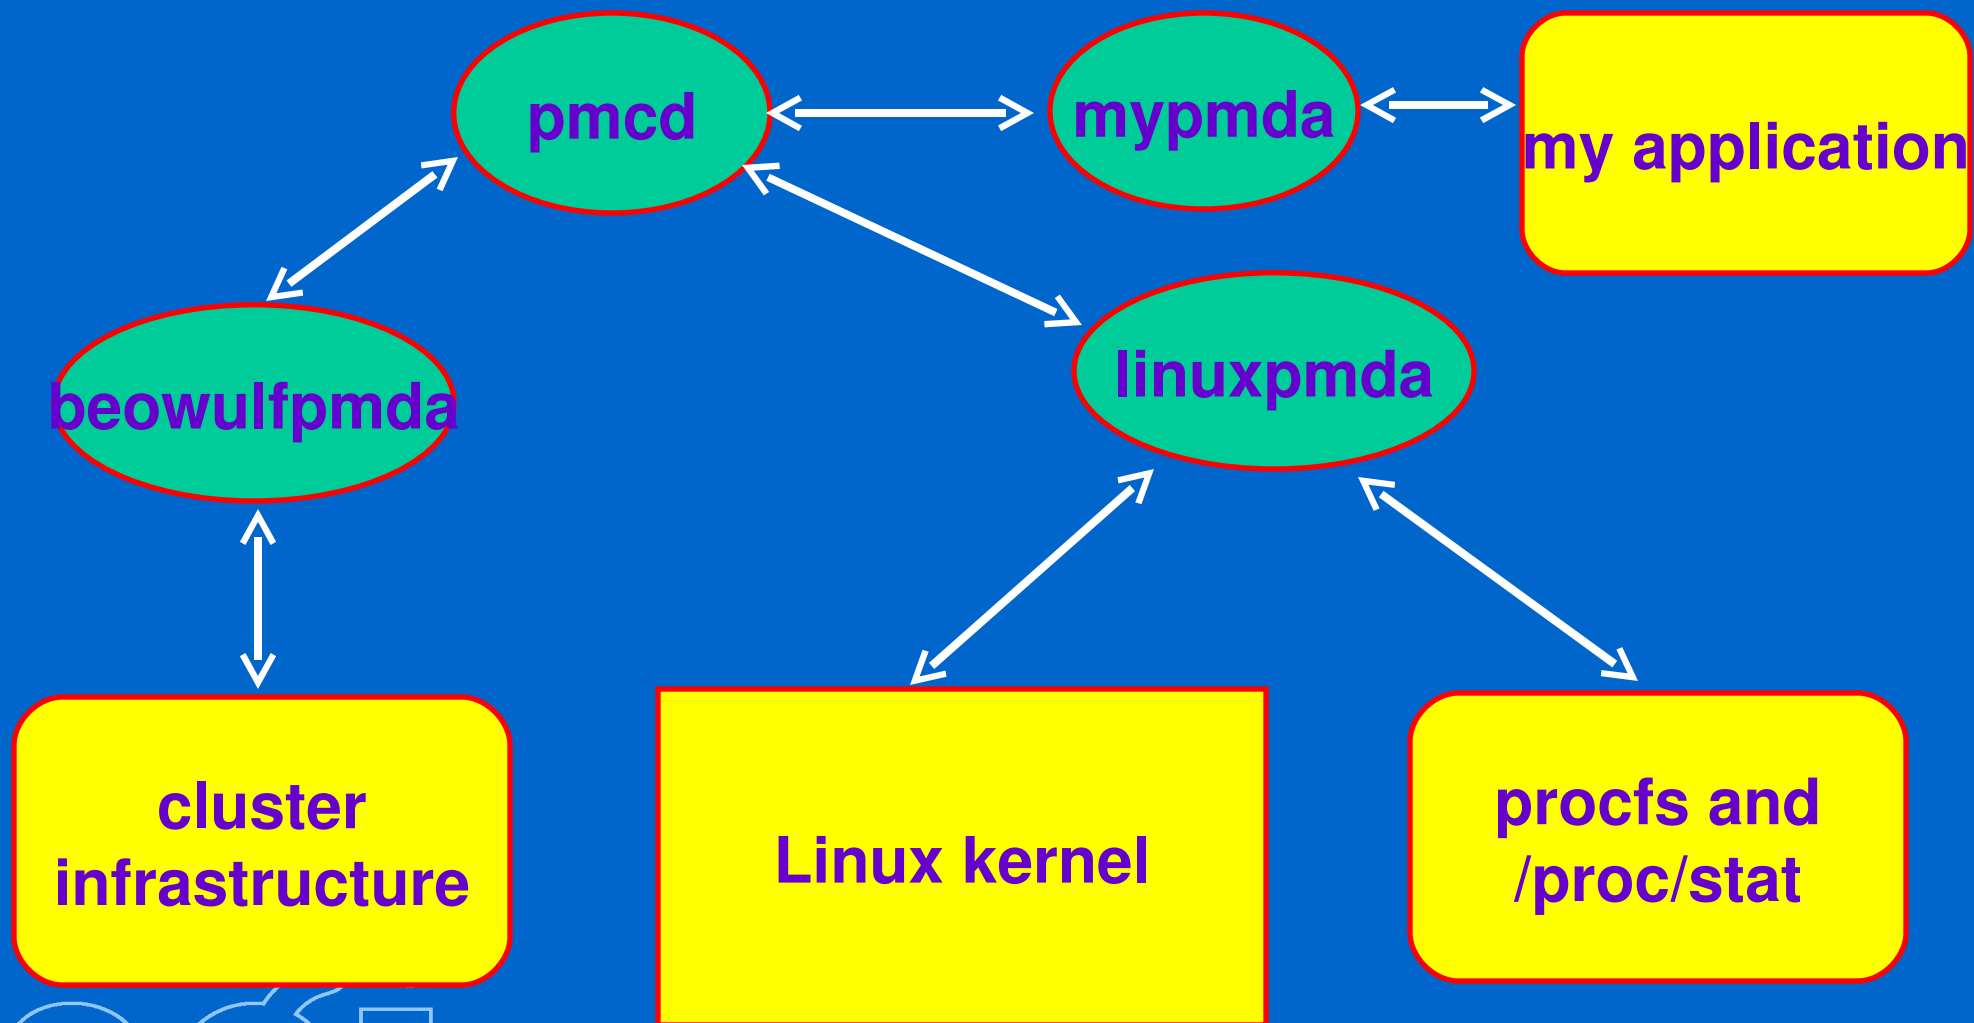 pmcd
mypmda
my application
linuxpmda
beowulfpmda
cluster
infrastructure
Linux kernel
procfs and
/proc/stat